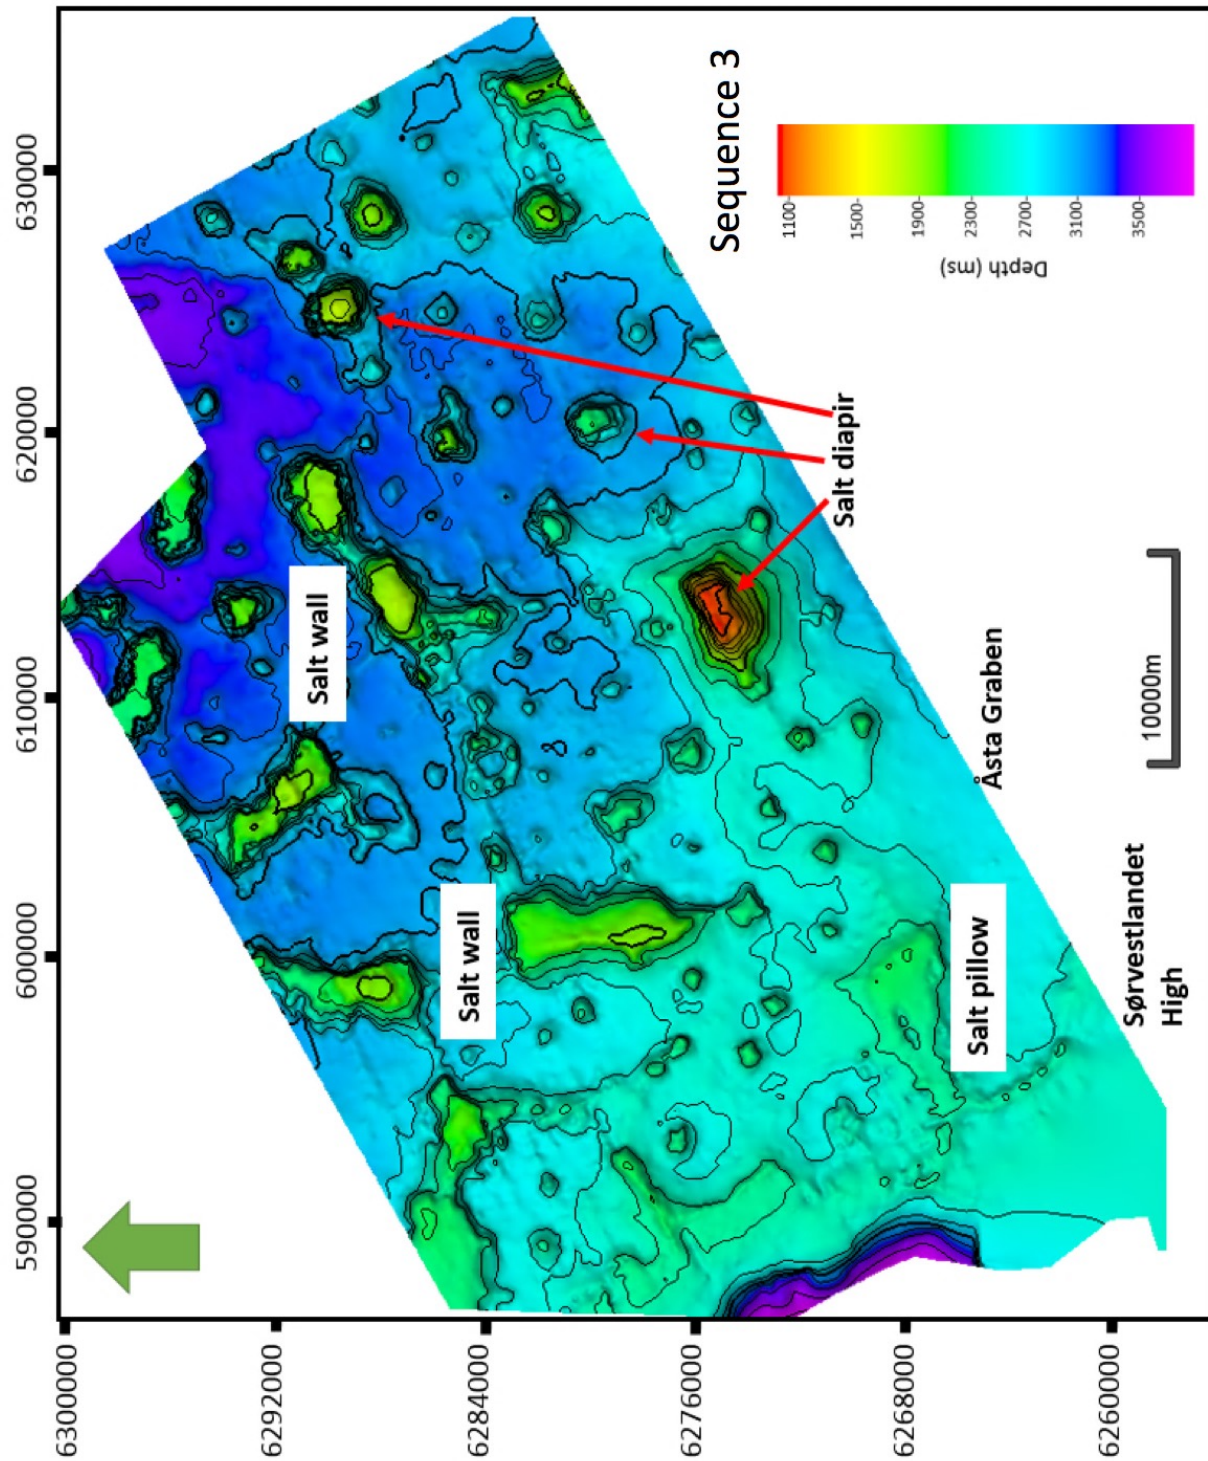 Sequence 3
1100
1500
1900
2300
2700
3100
3500
Depth (ms)
Salt diapir
Salt wall
Salt wall
Salt pillow
Åsta Graben
Sørvestlandet
High
10000m
590000
600000
610000
620000
630000
6300000
6292000
6284000
6276000
6268000
6260000